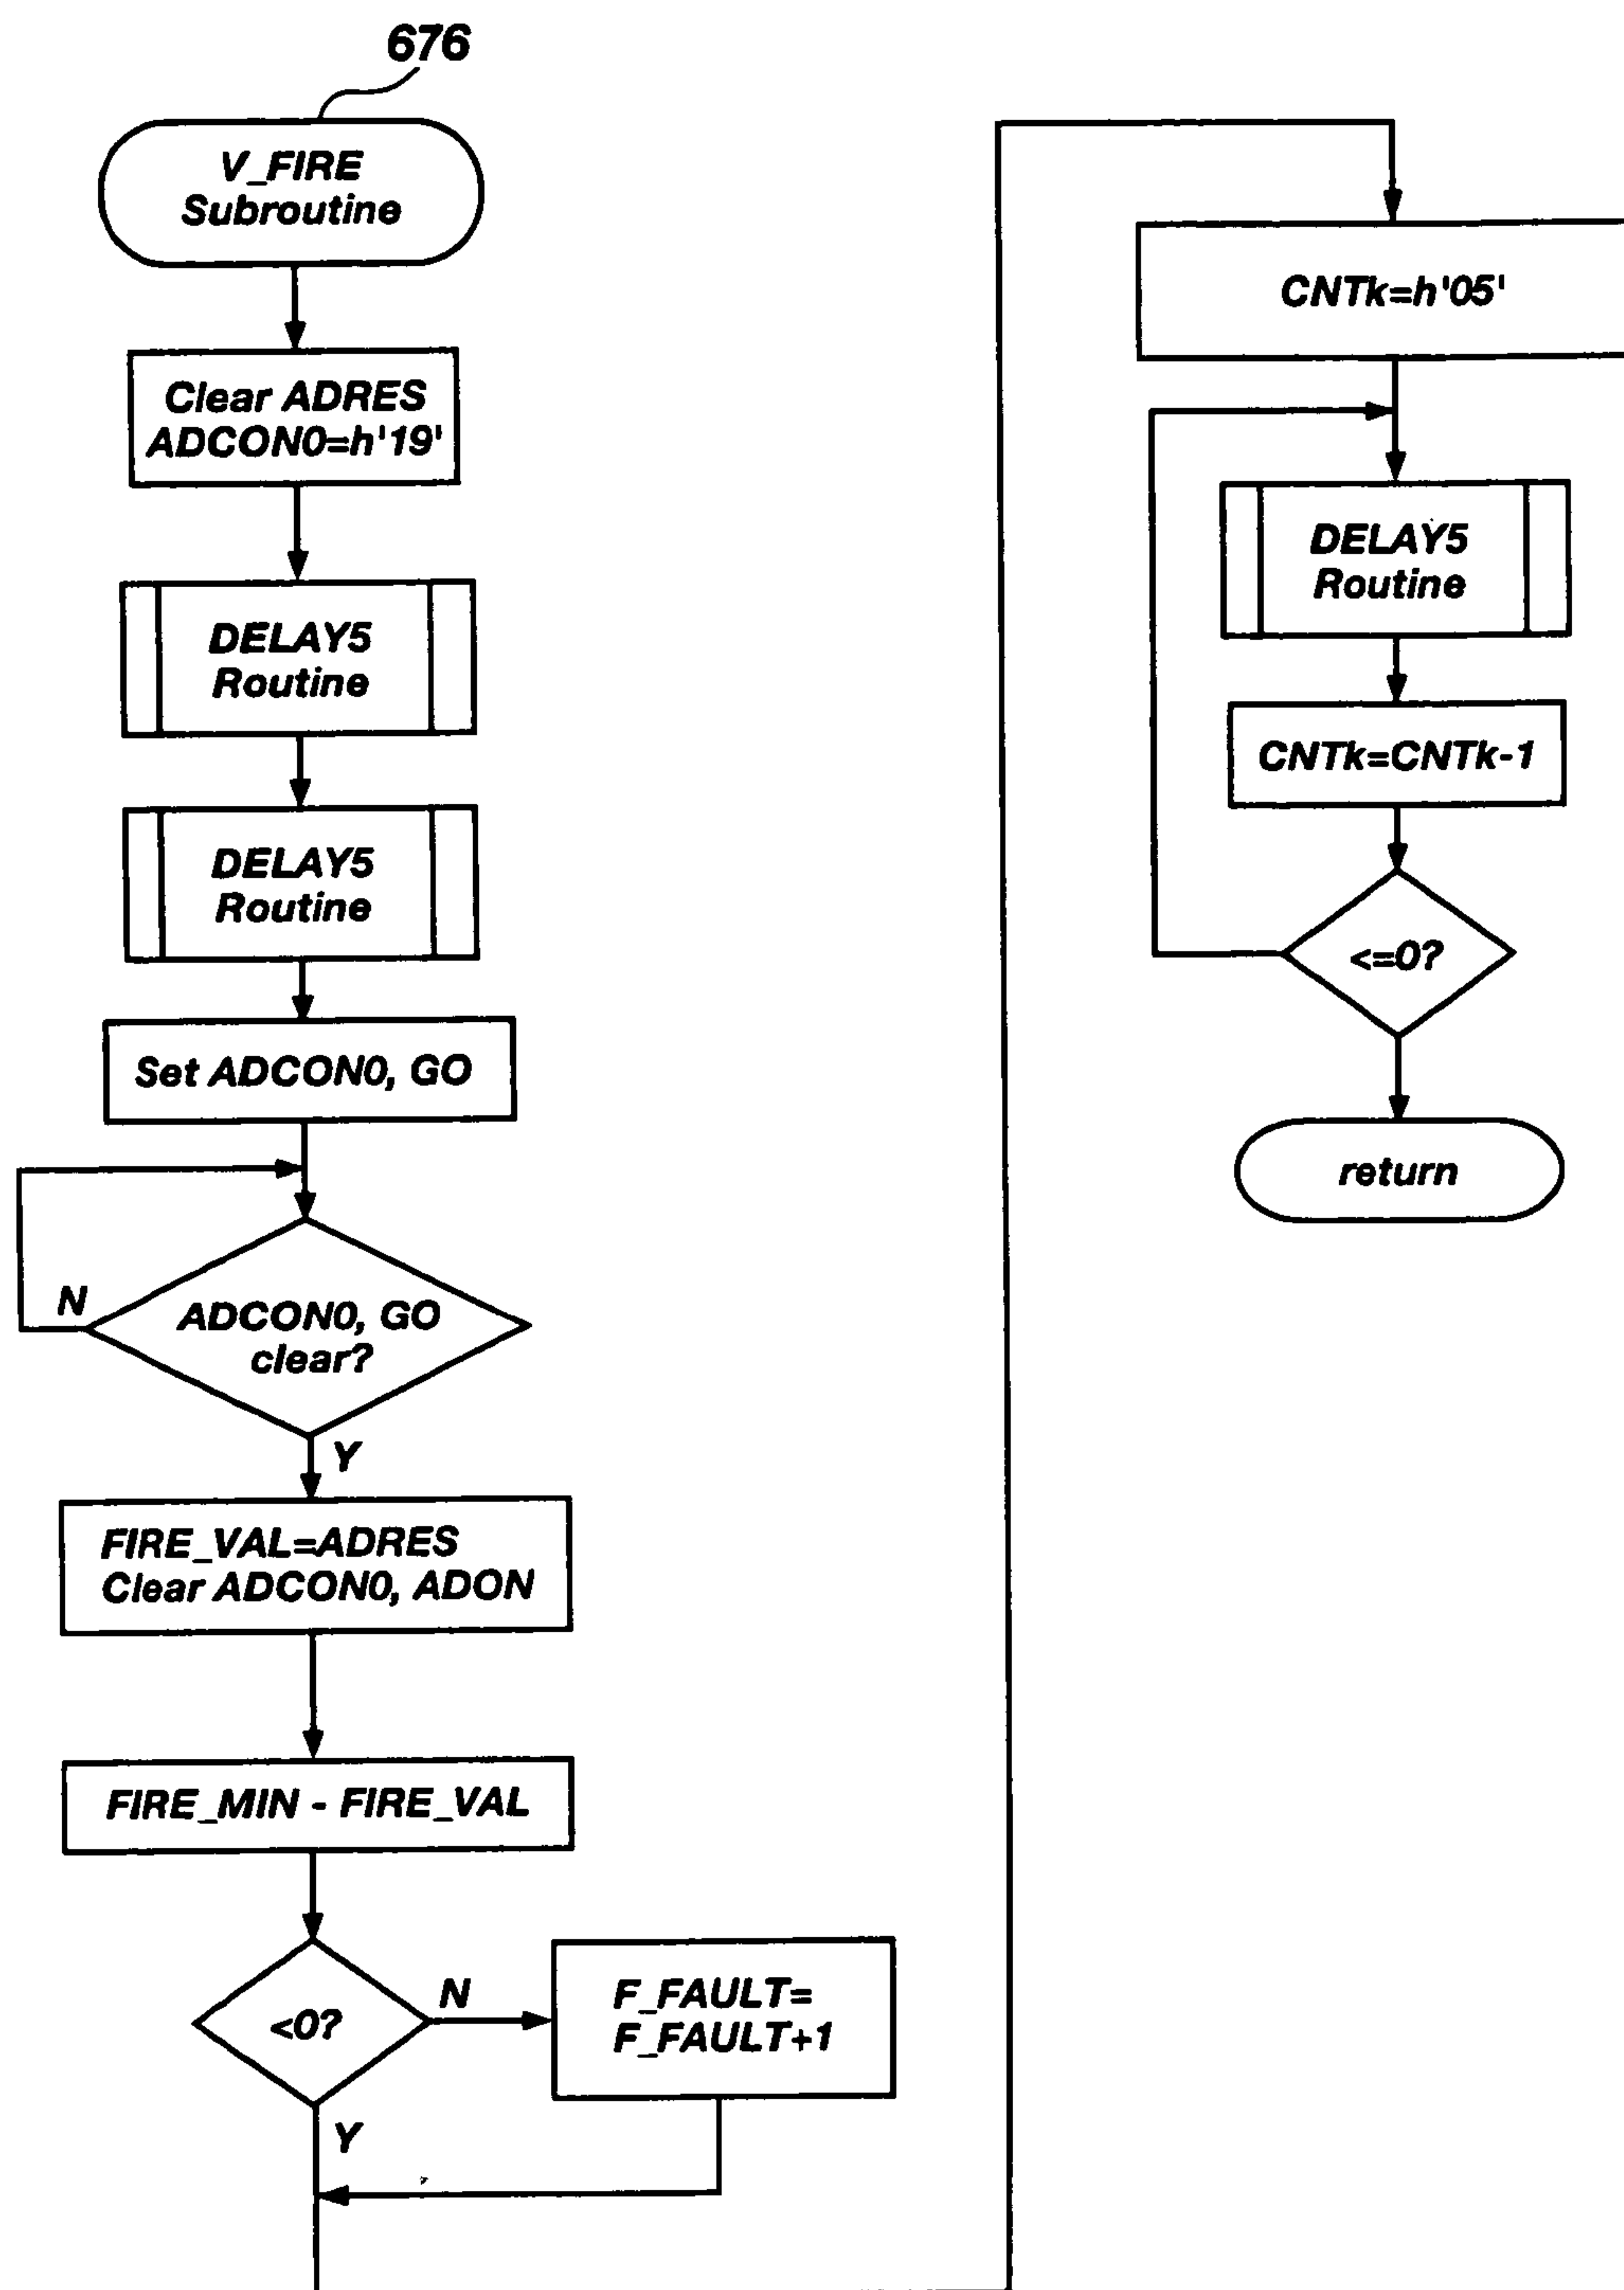 676
V_FIRE
Subroutine
Clear ADRES
ADCON0=h'19'
DELAY5
Routine
DELAY5
Routine
Set ADCON0, GO
N
ADCON0, GO
clear?
Y
FIRE_VAL=ADRES
Clear ADCON0, ADON
FIRE_MIN - FIRE_VAL
<0?
N
F_FAULT=
F_FAULT+1
Y
CNTk=h'05'
DELAY5
Routine
CNTk=CNTk-1
<=0?
return